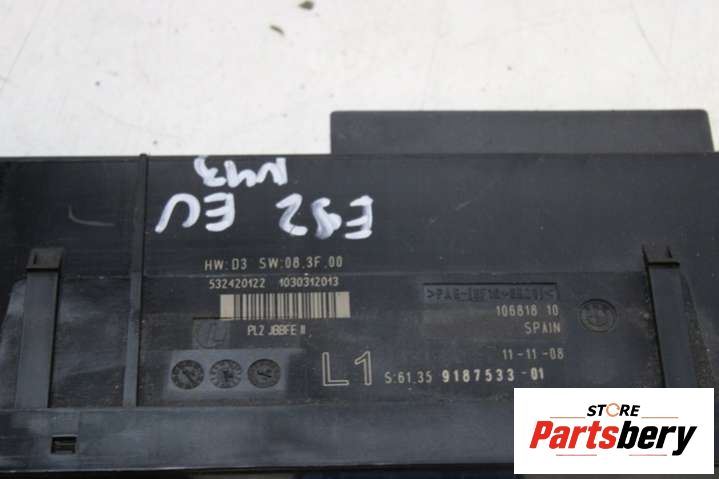 N43
E92 EU
HW:D3 SW:08.3F.00
532420122 1030312013
PL2 JBBFE II
106818 10
SPAIN
11-11-08
L1 S:61.35 9187533-01
STORE
Partsbery